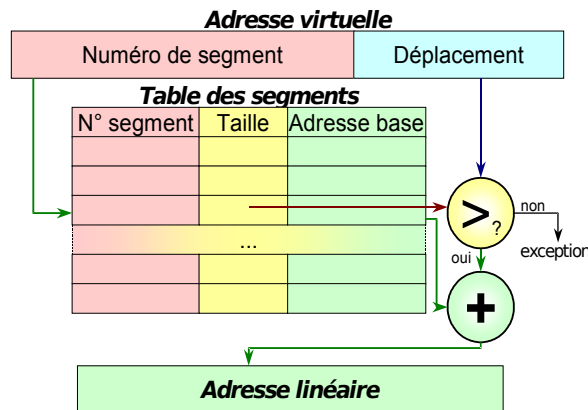 Adresse virtuelle
Numéro de segment Déplacement
Table des segments
N° segment Taille Adresse base
> ?
non
exception
...
oui
+
Adresse linéaire